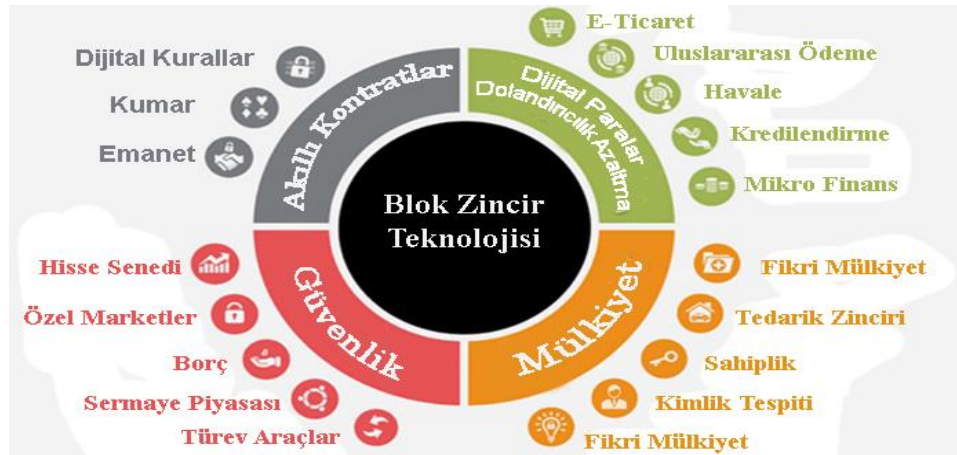 Dijital Kurallar
Kumar
Emanet
Akıllı Kontratlar
E-Ticaret
Uluslararası Ödeme
Havale
Kredilendirme
Mikro Finans
Dijital Paralar
Dolandırıcılık Azaltma
Blok Zincir
Teknolojisi
Hisse Senedi
Özel Marketler
Borç
Sermaye Piyasası
Türev Araçlar
Güvenlik
Mülkiyet
Fikri Mülkiyet
Tedarik Zinciri
Sahiplik
Kimlik Tespiti
Fikri Mülkiyet